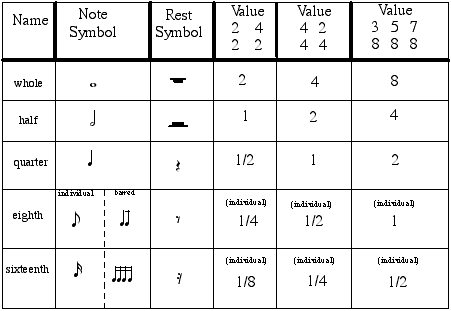 Name Note Symbol Rest Symbol Value Value Value
2 4 4 2 3 5 7
2 2 4 4 8 8 8
whole 2 4 8
half 1 2 4
quarter 1/2 1 2
individual barred (individual) (individual) (individual)
eighth 1/4 1/2 1
(individual) (individual) (individual)
sixteenth 1/8 1/4 1/2